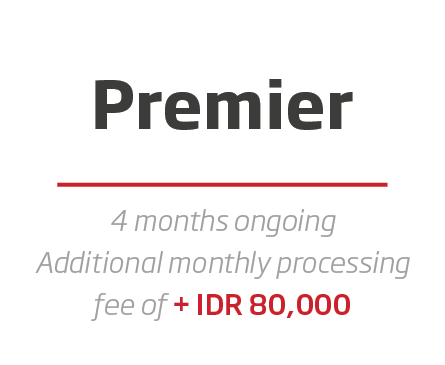 Premier
4 months ongoing
Additional monthly processing
fee of + IDR 80,000